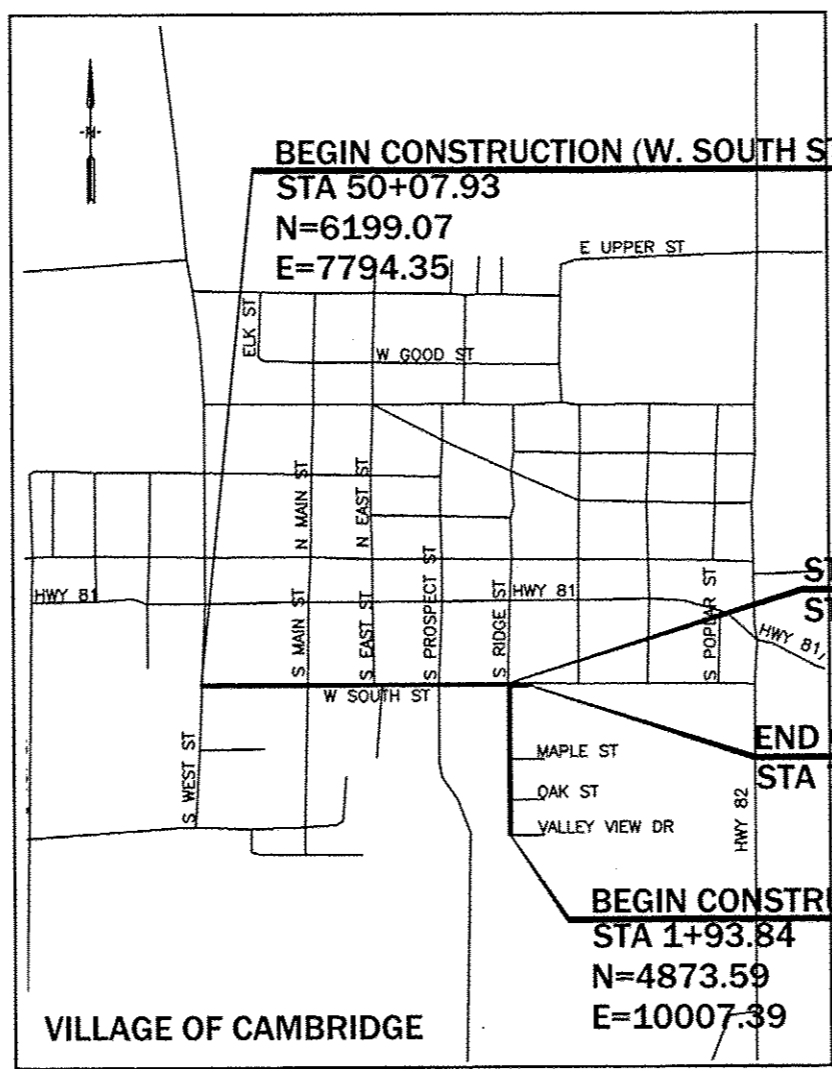 N
BEGIN CONSTRUCTION (W. SOUTH ST
STA 50+07.93
N=6199.07
E=7794.35
E UPPER ST
ELK ST
W GOOD ST
N MAIN ST
N EAST ST
HWY 81
S MAIN ST
S EAST ST
S PROSPECT ST
S RIDGE ST
HWY 81
S POPLAR ST
ST
ST
HWY 81/
W SOUTH ST
S WEST ST
MAPLE ST
END
STA
OAK ST
VALLEY VIEW DR
HWY 82
BEGIN CONSTRU
STA 1+93.84
N=4873.59
E=10007.39
VILLAGE OF CAMBRIDGE